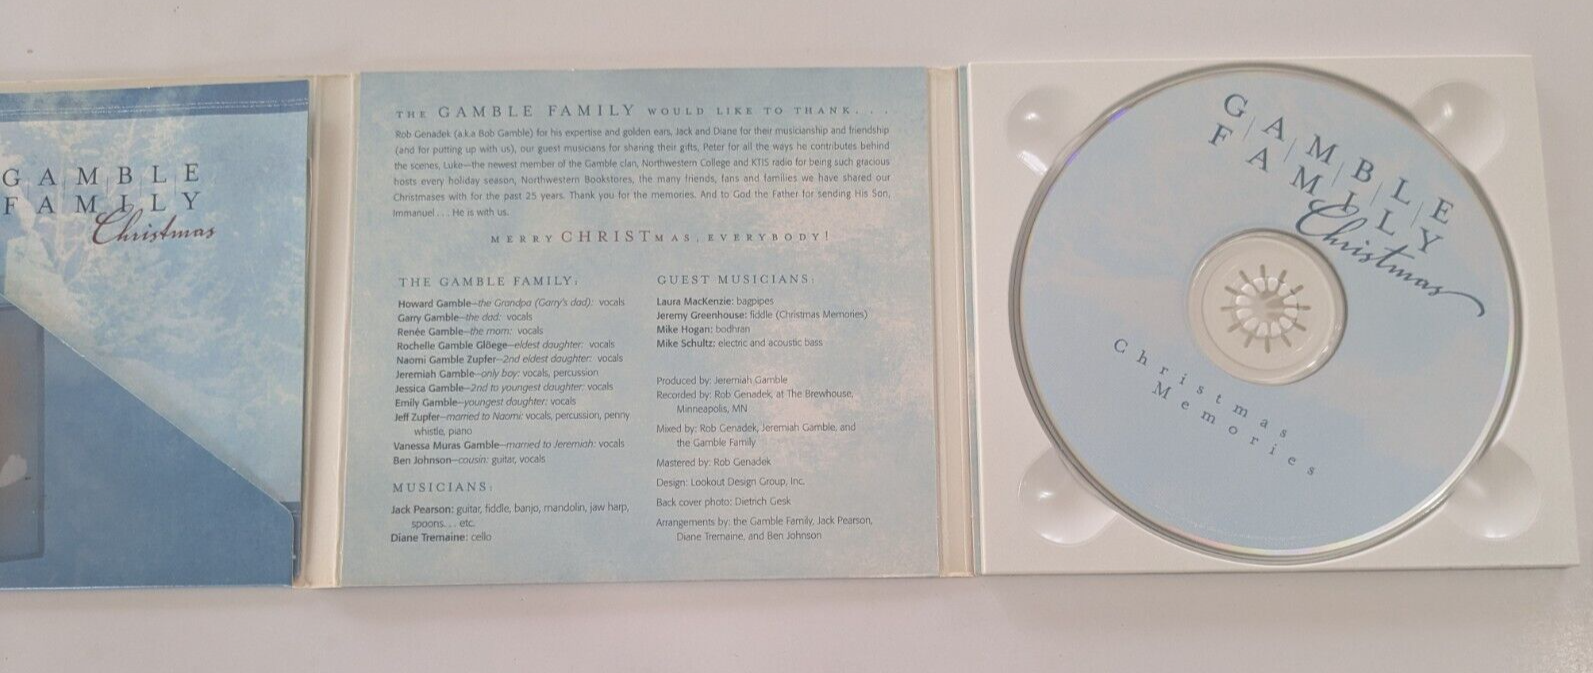 GAMBLE
FAMILY
Christmas
THE GAMBLE FAMILY WOULD LIKE TO THANK. . .
Rob Genadek (a.k.a Bob Gamble) for his expertise and golden ears, Jack and Diane for their musicianship and friendship
(and for putting up with us), our guest musicians for sharing their gifts, Peter for all the ways he contributes behind
the scenes, Luke—the newest member of the Gamble clan, Northwestern College and KTIS radio for being such gracious
hosts every holiday season, Northwestern Bookstores, the many friends, fans and families we have shared our
Christmases with for the past 25 years. Thank you for the memories. And to God the Father for sending His Son,
Immanuel . . . He is with us.
MERRY CHRISTMAS, EVERYBODY!
THE GAMBLE FAMILY:
Howard Gamble—the Grandpa (Garry's dad): vocals
Garry Gamble—the dad: vocals
Renée Gamble—the mom: vocals
Rochelle Gamble Glöege—eldest daughter: vocals
Naomi Gamble Zupfer—2nd eldest daughter: vocals
Jeremiah Gamble—only boy: vocals, percussion
Jessica Gamble—2nd to youngest daughter: vocals
Emily Gamble—youngest daughter: vocals
Jeff Zupfer—married to Naomi: vocals, percussion, penny
whistle, piano
Vanessa Muras Gamble—married to Jeremiah: vocals
Ben Johnson—cousin: guitar, vocals
MUSICIANS:
Jack Pearson: guitar, fiddle, banjo, mandolin, jaw harp,
spoons. . . etc.
Diane Tremaine: cello
GUEST MUSICIANS:
Laura MacKenzie: bagpipes
Jeremy Greenhouse: fiddle (Christmas Memories)
Mike Hogan: bodhran
Mike Schultz: electric and acoustic bass
Produced by: Jeremiah Gamble
Recorded by: Rob Genadek, at The Brewhouse,
Minneapolis, MN
Mixed by: Rob Genadek, Jeremiah Gamble, and
the Gamble Family
Mastered by: Rob Genadek
Design: Lookout Design Group, Inc.
Back cover photo: Dietrich Gesk
Arrangements by: the Gamble Family, Jack Pearson,
Diane Tremaine, and Ben Johnson
GAMBLE
FAMILY
Christmas
Christmas
Memories